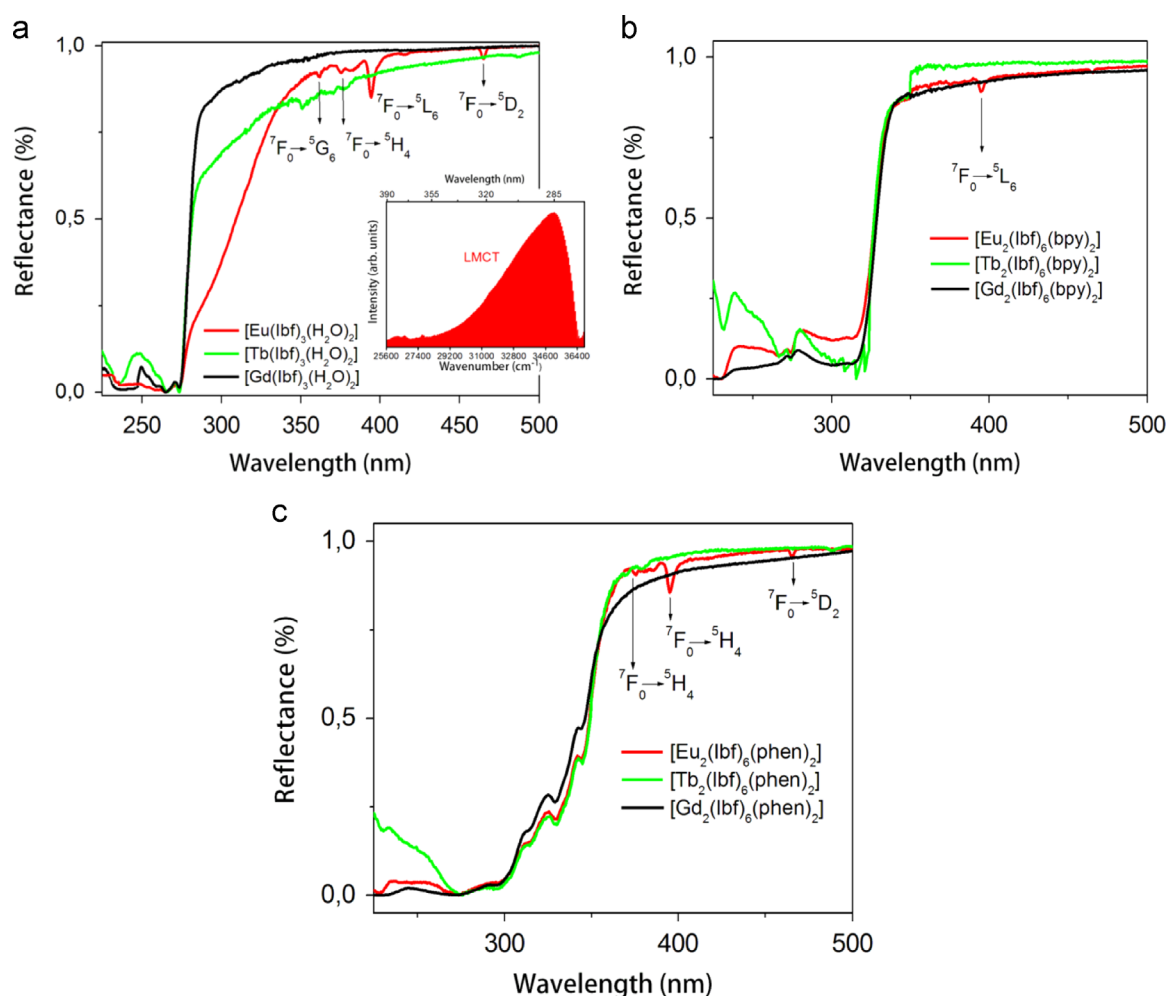 a
Reflectance (%)
1,0
0,5
0,0
⁷F₀→⁵L₆
⁷F₀→⁵D₂
⁷F₀→⁵G₆
⁷F₀→⁵H₄
Wavelength (nm)
390 355 320 285
LMCT
Intensity (arb. units)
25600 27400 29200 31000 32800 34600 36400
Wavenumber (cm⁻¹)
[Eu(Ibf)₃(H₂O)₂]
[Tb(Ibf)₃(H₂O)₂]
[Gd(Ibf)₃(H₂O)₂]
250 300 350 400 450 500
Wavelength (nm)
b
Reflectance (%)
1,0
0,5
0,0
⁷F₀→⁵L₆
[Eu₂(Ibf)₆(bpy)₂]
[Tb₂(Ibf)₆(bpy)₂]
[Gd₂(Ibf)₆(bpy)₂]
300 400 500
Wavelength (nm)
c
Reflectance (%)
1,0
0,5
0,0
⁷F₀→⁵D₂
⁷F₀→⁵H₄
⁷F₀→⁵H₄
[Eu₂(Ibf)₆(phen)₂]
[Tb₂(Ibf)₆(phen)₂]
[Gd₂(Ibf)₆(phen)₂]
300 400 500
Wavelength (nm)